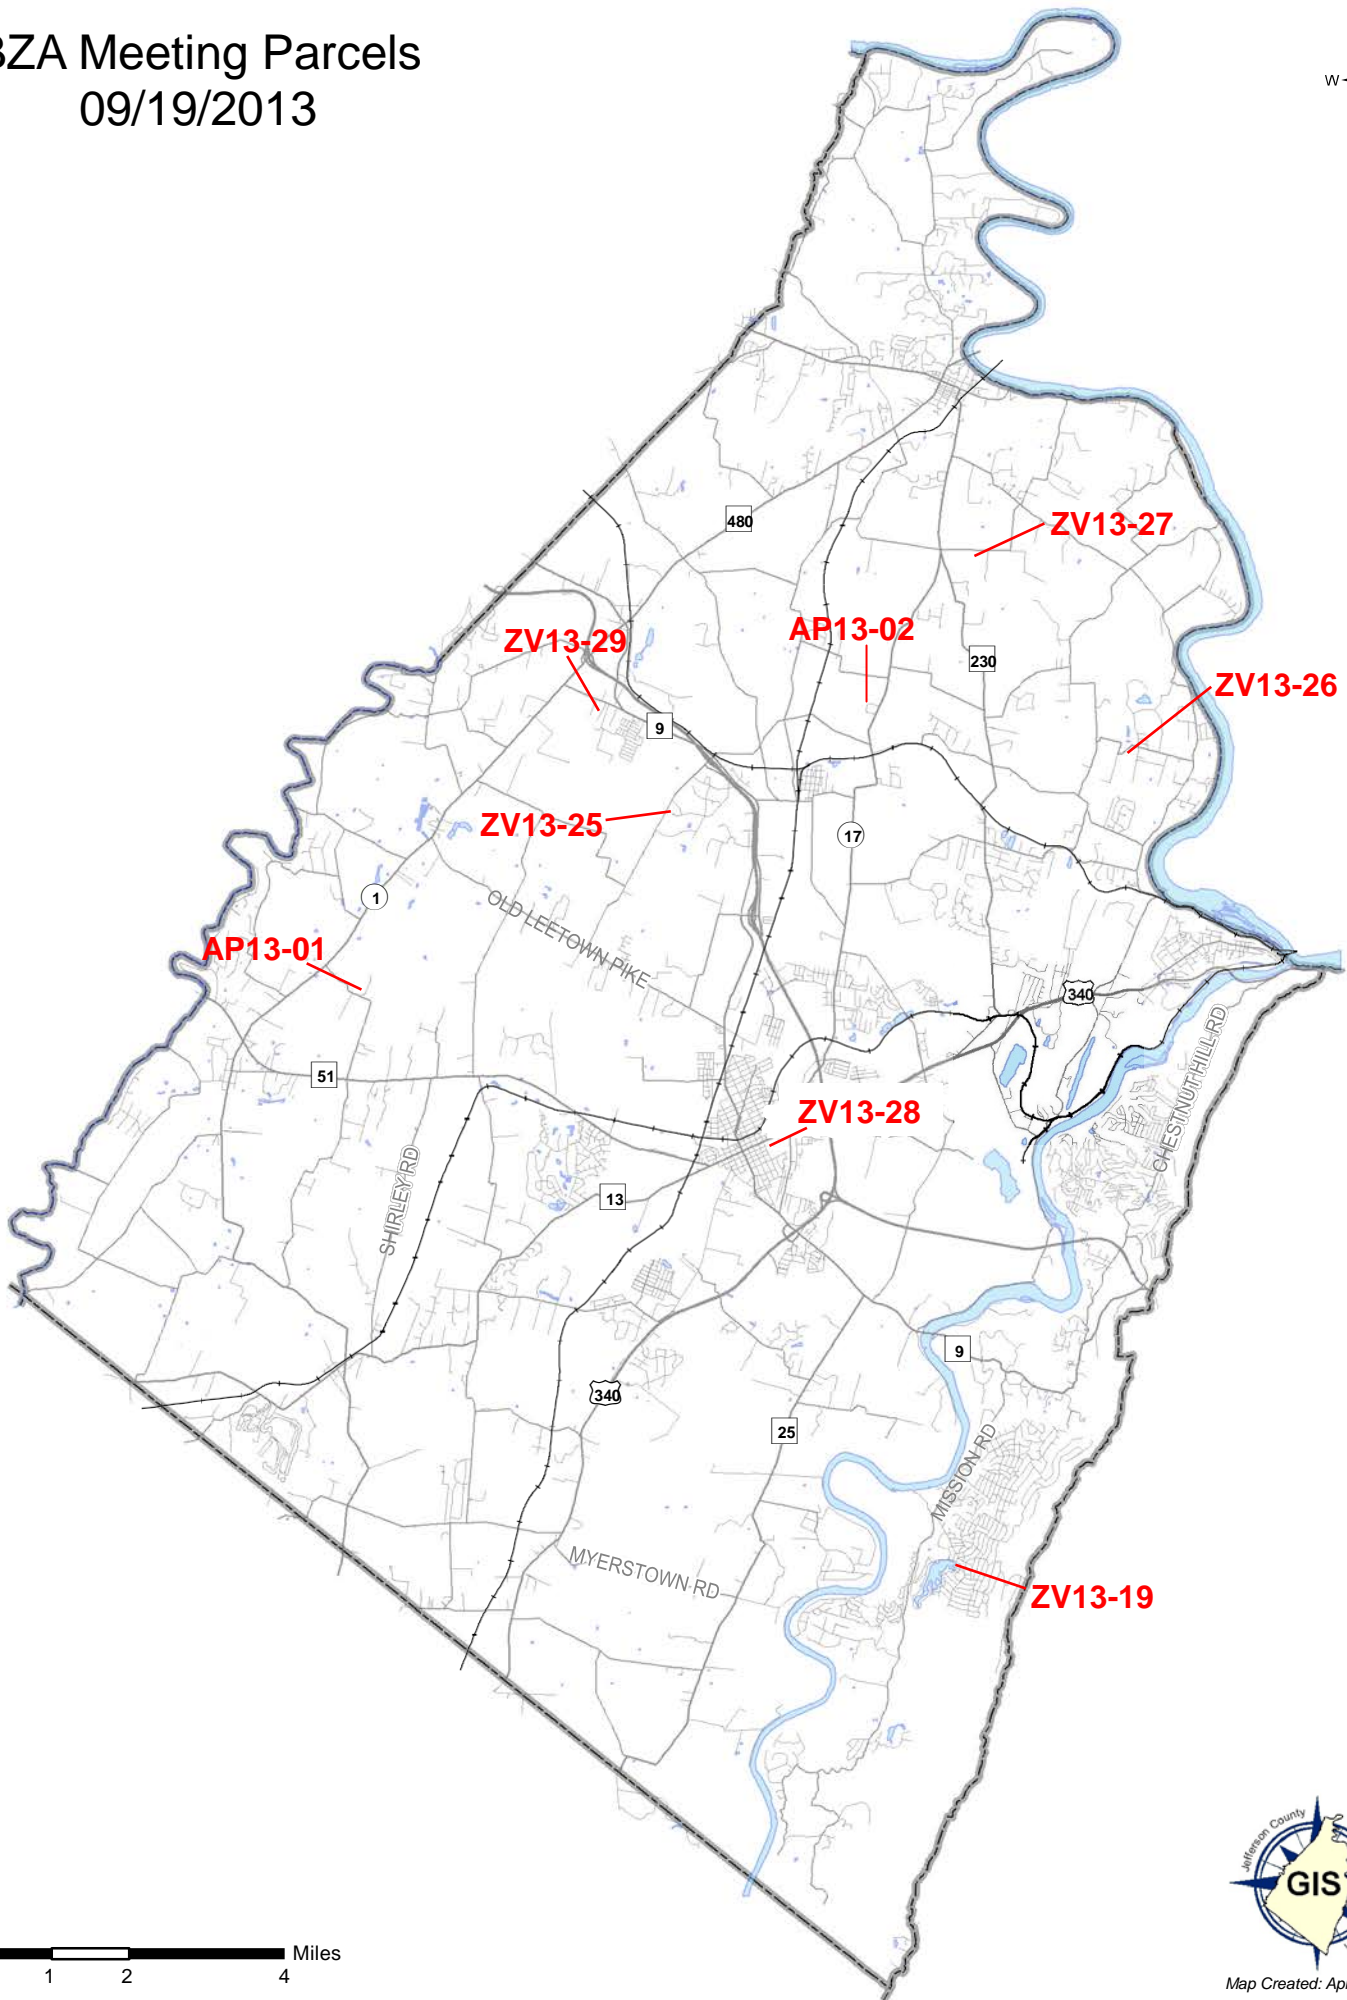 BZA Meeting Parcels
09/19/2013
W
480
ZV13-27
ZV13-29
AP13-02
230
ZV13-26
9
ZV13-25
17
1
OLD LEETOWN PIKE
AP13-01
340
51
CHESTNUT HILL RD
ZV13-28
SHIRLEY RD
13
9
340
25
MISSION RD
MYERSTOWN RD
ZV13-19
Jefferson County
GIS
Miles
1 2 4
Map Created: